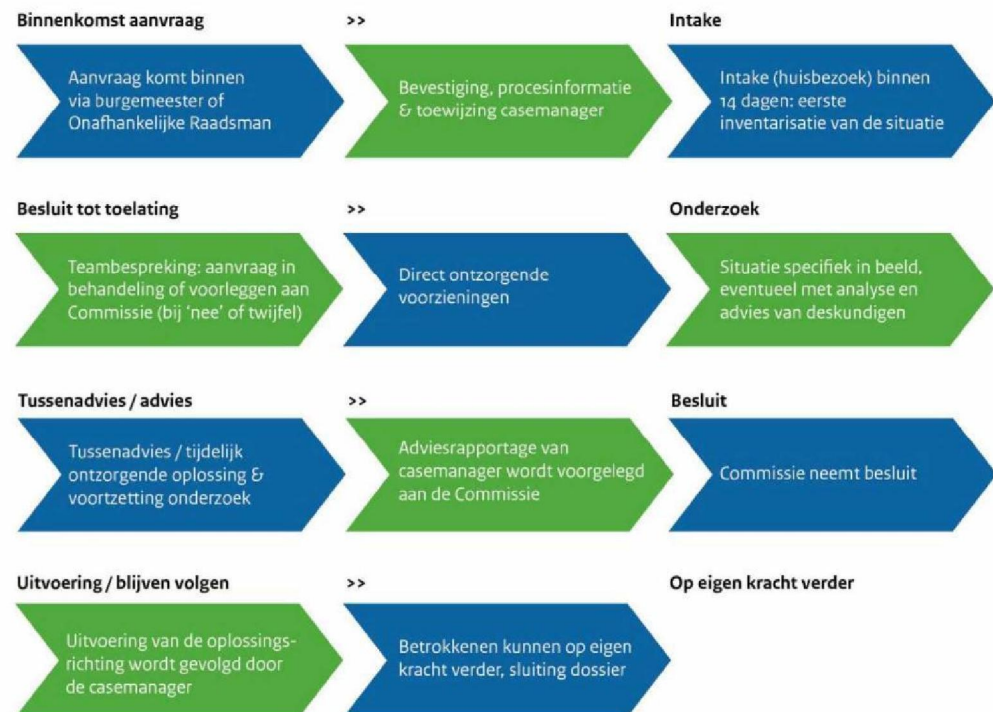 Binnenkomst aanvraag >> Intake
Aanvraag komt binnen
via burgemeester of
Onafhankelijke Raadsman
Bevestiging, procesinformatie
& toewijzing casemanager
Intake (huisbezoek) binnen
14 dagen: eerste
inventarisatie van de situatie
Besluit tot toelating >> Onderzoek
Teambespreking: aanvraag in
behandeling of voorleggen aan
Commissie (bij ‘nee’ of twijfel)
Direct ontzorgende
voorzieningen
Situatie specifiek in beeld,
eventueel met analyse en
advies van deskundigen
Tussenadvies / advies >> Besluit
Tussenadvies / tijdelijk
ontzorgende oplossing &
voortzetting onderzoek
Adviesrapportage van
casemanager wordt voorgelegd
aan de Commissie
Commissie neemt besluit
Uitvoering / blijven volgen >> Op eigen kracht verder
Uitvoering van de oplossings-
richting wordt gevolgd door
de casemanager
Betrokkenen kunnen op eigen
kracht verder, sluiting dossier